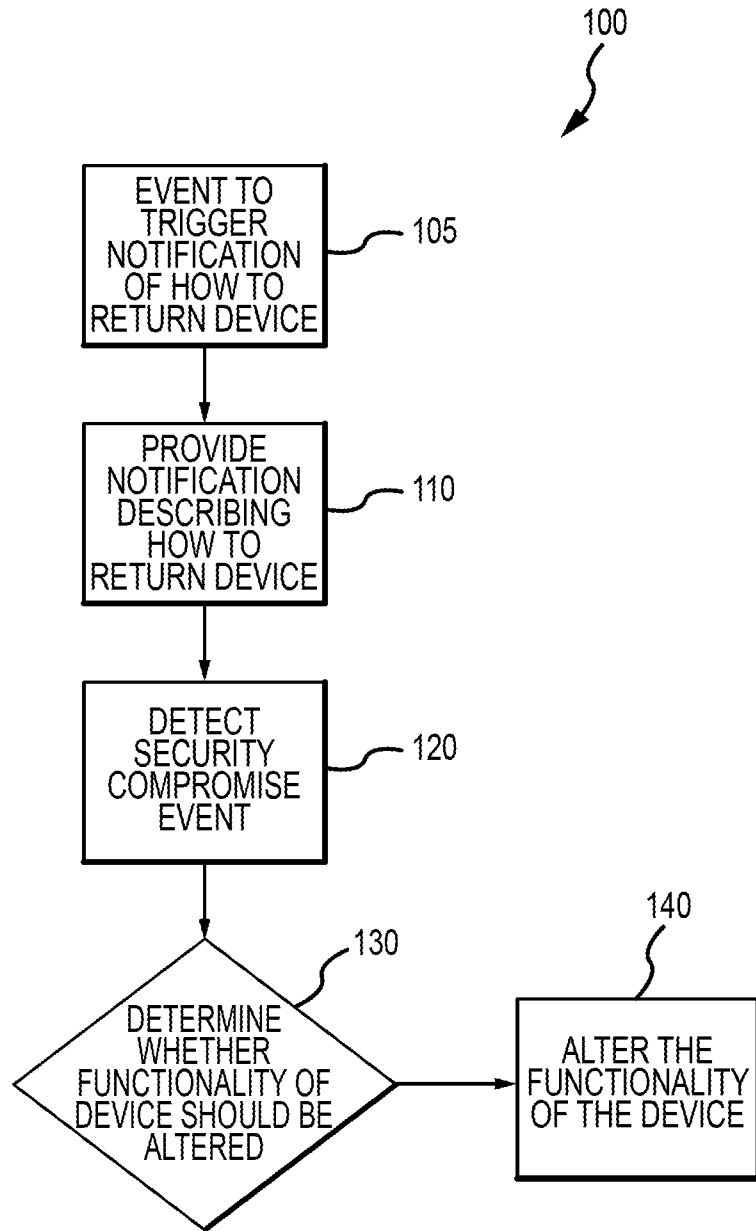 100
EVENT TO
TRIGGER
NOTIFICATION
OF HOW TO
RETURN DEVICE
105
PROVIDE
NOTIFICATION
DESCRIBING
HOW TO
RETURN DEVICE
110
DETECT
SECURITY
COMPROMISE
EVENT
120
130
DETERMINE
WHETHER
FUNCTIONALITY OF
DEVICE SHOULD BE
ALTERED
140
ALTER THE
FUNCTIONALITY
OF THE DEVICE